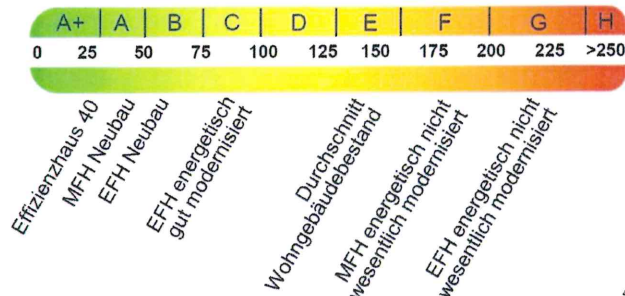 A+ A B C D E F G H
0 25 50 75 100 125 150 175 200 225 >250
Effizienzhaus 40
MFH Neubau
EFH Neubau
EFH energetisch
gut modernisiert
Durchschnitt
Wohngebäudebestand
MFH energetisch nicht
wesentlich modernisiert
EFH energetisch nicht
wesentlich modernisiert